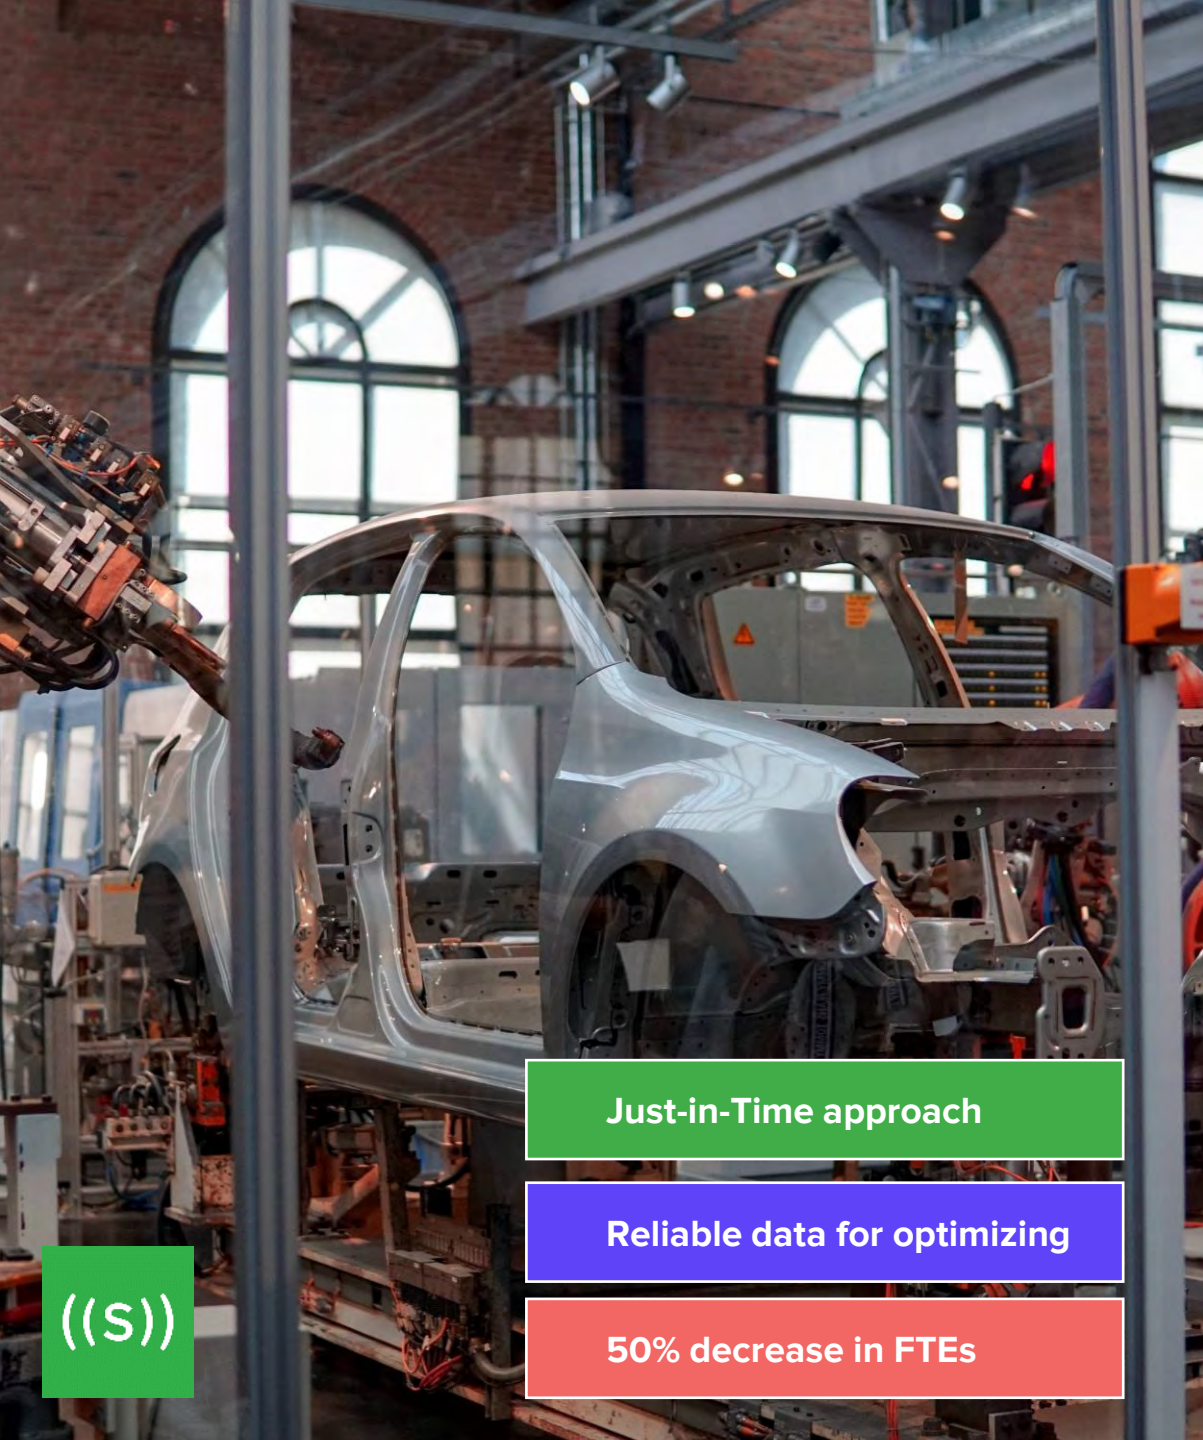 Just-in-Time approach
Reliable data for optimizing
50% decrease in FTEs
((S))